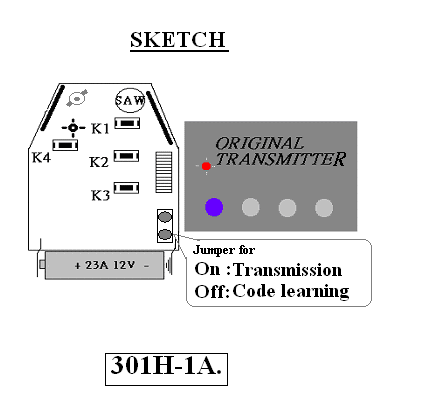 SKETCH
SAW
K1
K4
K2
K3
ORIGINAL
TRANSMITTER
Jumper for
On : Transmission
Off: Code learning
+ 23A 12V -
301H-1A.